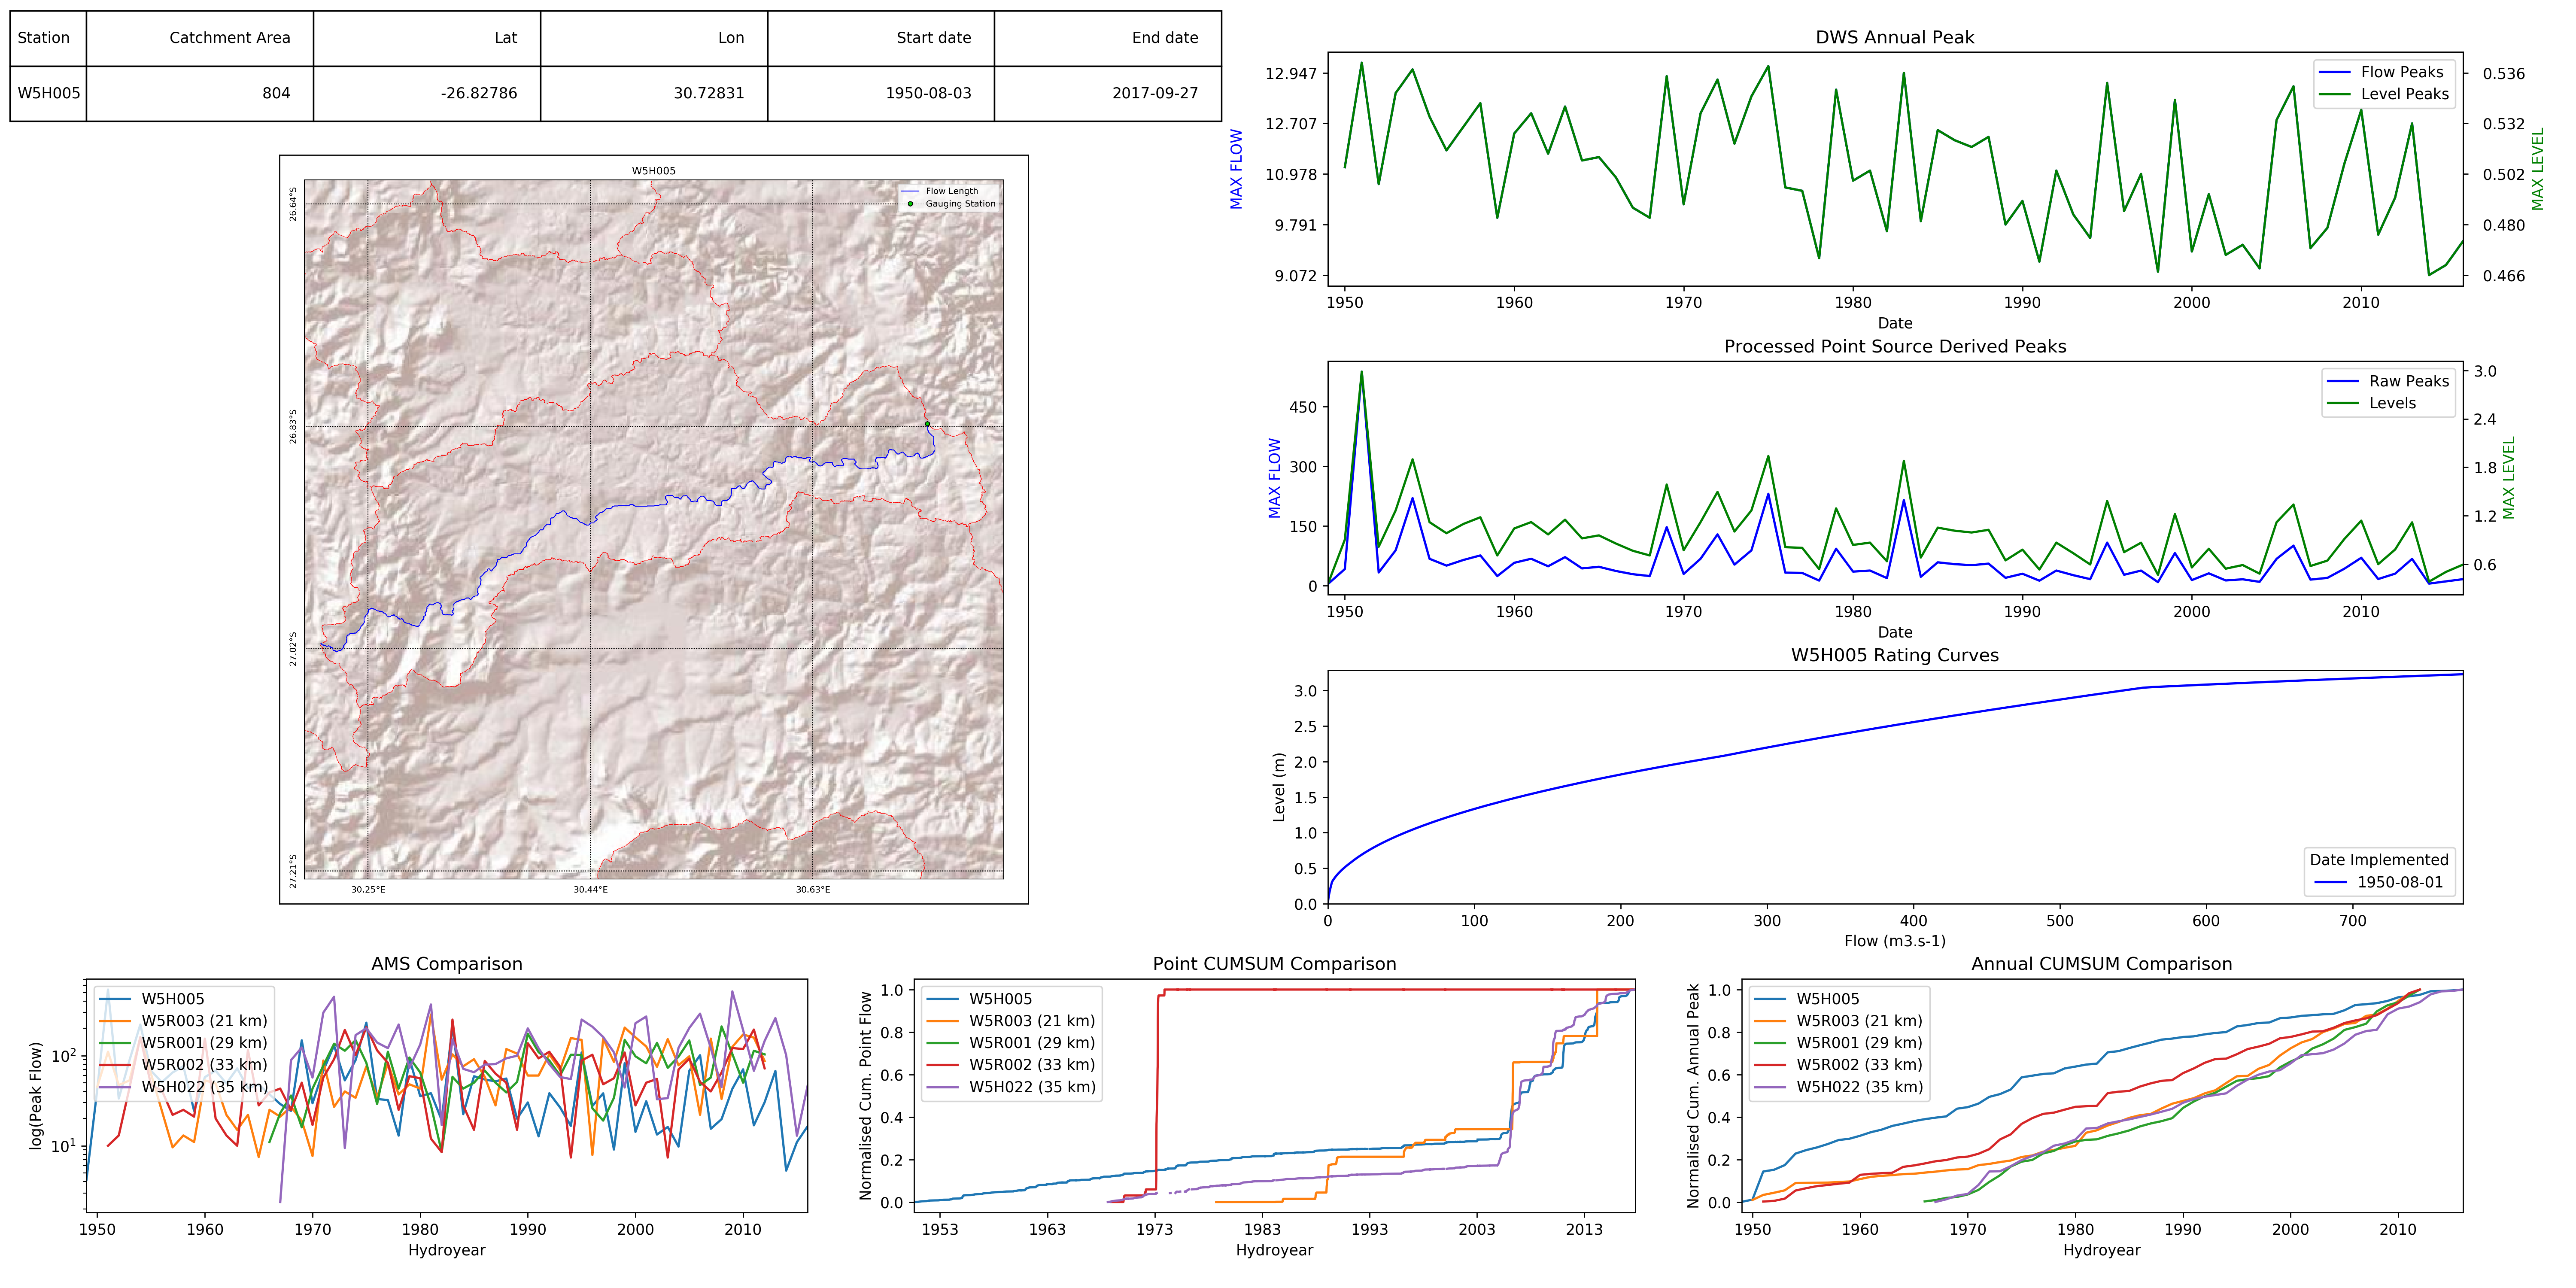 Station Catchment Area Lat Lon Start date End date
W5H005 804 -26.82786 30.72831 1950-08-03 2017-09-27
W5H005
Flow Length
Gauging Station
26.64°S
26.83°S
27.02°S
27.21°S
30.25°E 30.44°E 30.63°E
DWS Annual Peak
MAX FLOW
12.947
12.707
10.978
9.791
9.072
Flow Peaks
Level Peaks
0.536
0.532
0.502
0.480
0.466
MAX LEVEL
1950 1960 1970 1980 1990 2000 2010
Date
Processed Point Source Derived Peaks
MAX FLOW
450
300
150
0
Raw Peaks
Levels
3.0
2.4
1.8
1.2
0.6
MAX LEVEL
1950 1960 1970 1980 1990 2000 2010
Date
W5H005 Rating Curves
Level (m)
3.0
2.5
2.0
1.5
1.0
0.5
0.0
Date Implemented
1950-08-01
0 100 200 300 400 500 600 700
Flow (m3.s-1)
AMS Comparison
log(Peak Flow)
10²
10¹
W5H005
W5R003 (21 km)
W5R001 (29 km)
W5R002 (33 km)
W5H022 (35 km)
1950 1960 1970 1980 1990 2000 2010
Hydroyear
Point CUMSUM Comparison
Normalised Cum. Point Flow
1.0
0.8
0.6
0.4
0.2
0.0
W5H005
W5R003 (21 km)
W5R001 (29 km)
W5R002 (33 km)
W5H022 (35 km)
1953 1963 1973 1983 1993 2003 2013
Hydroyear
Annual CUMSUM Comparison
Normalised Cum. Annual Peak
1.0
0.8
0.6
0.4
0.2
0.0
W5H005
W5R003 (21 km)
W5R001 (29 km)
W5R002 (33 km)
W5H022 (35 km)
1950 1960 1970 1980 1990 2000 2010
Hydroyear